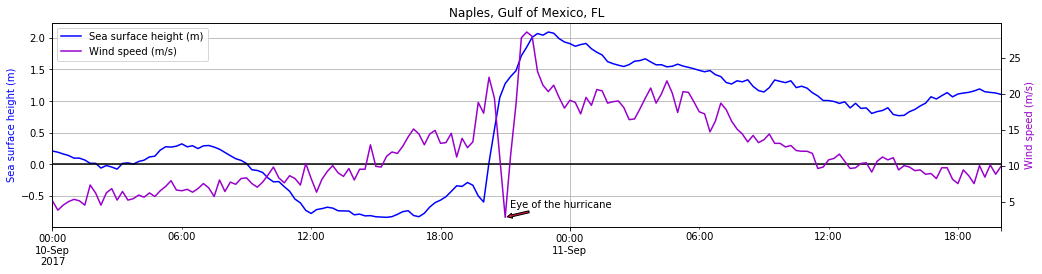 Naples, Gulf of Mexico, FL
Sea surface height (m)
Wind speed (m/s)
Sea surface height (m)
2.0
1.5
1.0
0.5
0.0
−0.5
25
20
15
10
5
Wind speed (m/s)
Eye of the hurricane
00:00 06:00 12:00 18:00 00:00 06:00 12:00 18:00
10-Sep 11-Sep
2017